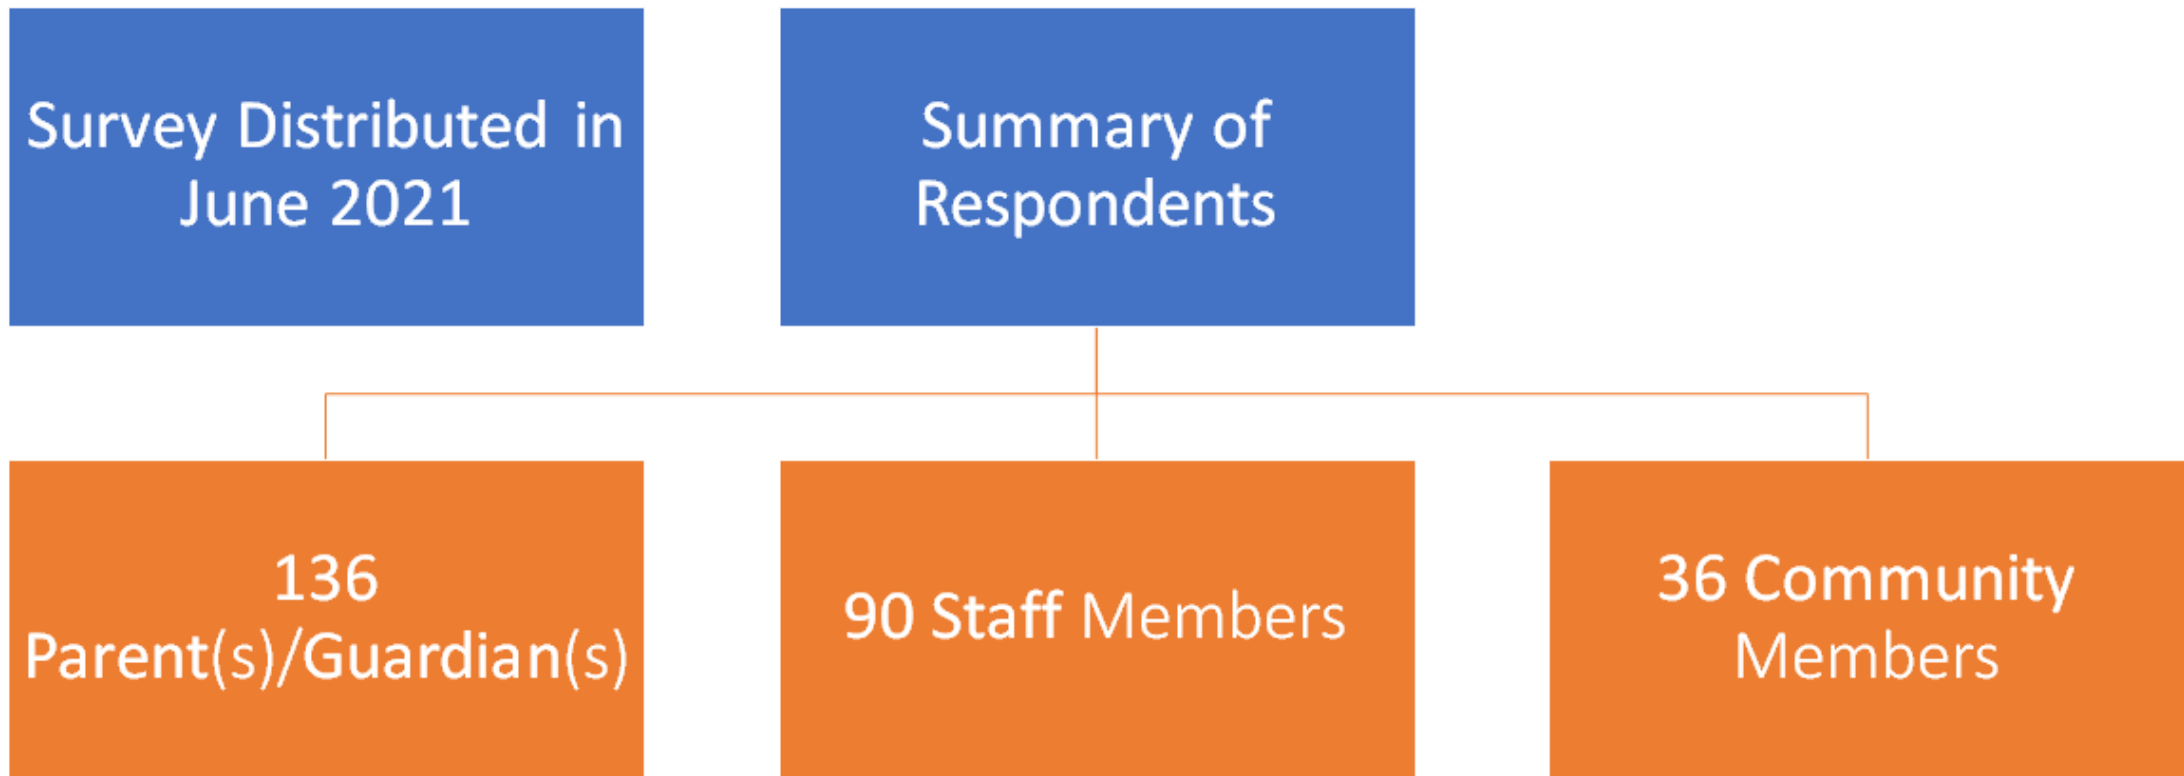 Survey Distributed in
June 2021
Summary of
Respondents
136
Parent(s)/Guardian(s)
90 Staff Members
36 Community
Members